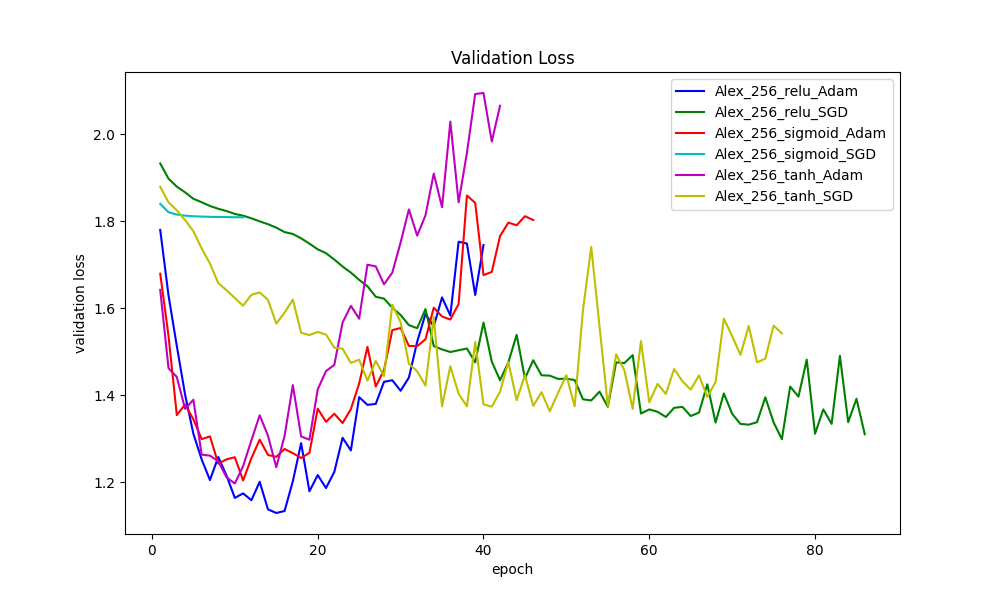 Validation Loss
Alex_256_relu_Adam
Alex_256_relu_SGD
Alex_256_sigmoid_Adam
Alex_256_sigmoid_SGD
Alex_256_tanh_Adam
Alex_256_tanh_SGD
2.0
1.8
1.6
1.4
1.2
validation loss
0 20 40 60 80
epoch